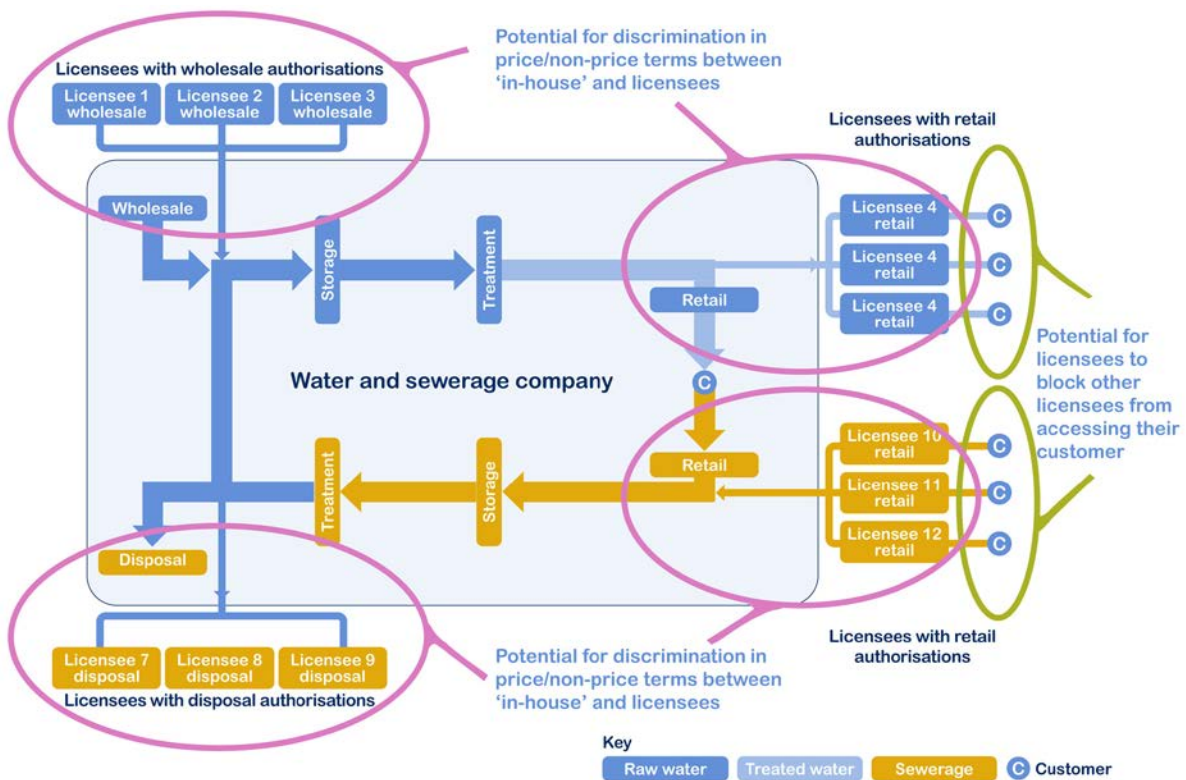 Potential for discrimination in
price/non-price terms between
‘in-house’ and licensees
Licensees with wholesale authorisations
Licensee 1
wholesale
Licensee 2
wholesale
Licensee 3
wholesale
Licensees with retail
authorisations
Wholesale
Storage
Treatment
Retail
Licensee 4
retail
Licensee 4
retail
Licensee 4
retail
C
C
C
Potential for
licensees to
block other
licensees from
accessing their
customer
Water and sewerage company
C
Treatment
Storage
Retail
Licensee 10
retail
Licensee 11
retail
Licensee 12
retail
C
C
C
Disposal
Licensee 7
disposal
Licensee 8
disposal
Licensee 9
disposal
Licensees with disposal authorisations
Potential for discrimination in
price/non-price terms between
‘in-house’ and licensees
Licensees with retail
authorisations
Key
Raw water
Treated water
Sewerage
C Customer